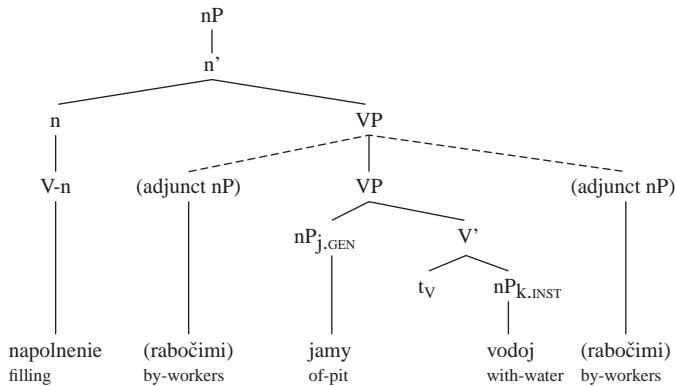 nP
n’
n VP
V-n (adjunct nP) VP (adjunct nP)
nPj.GEN V’
tV nPk.INST
napolnenie (rabočimi) jamy vodoj (rabočimi)
filling by-workers of-pit with-water by-workers